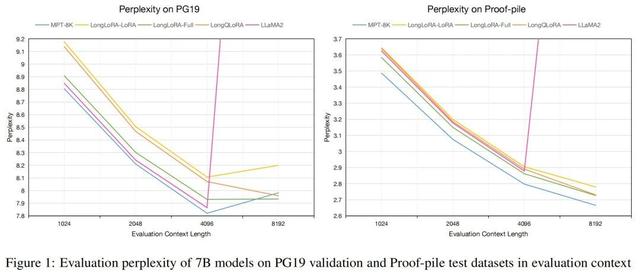 Perplexity on PG19
MPT-8K LongLoRA-LoRA LongLoRA-Full LongQLoRA LLaMA2
9.2
9.1
9
8.9
8.8
8.7
8.6
8.5
8.4
8.3
8.2
8.1
8
7.9
7.8
Perplexity
1024 2048 4096 8192
Evaluation Context Length
Perplexity on Proof-pile
MPT-8K LongLoRA-LoRA LongLoRA-Full LongQLoRA LLaMA2
3.7
3.6
3.5
3.4
3.3
3.2
3.1
3
2.9
2.8
2.7
2.6
Perplexity
1024 2048 4096 8192
Evaluation Context Length
Figure 1: Evaluation perplexity of 7B models on PG19 validation and Proof-pile test datasets in evaluation context